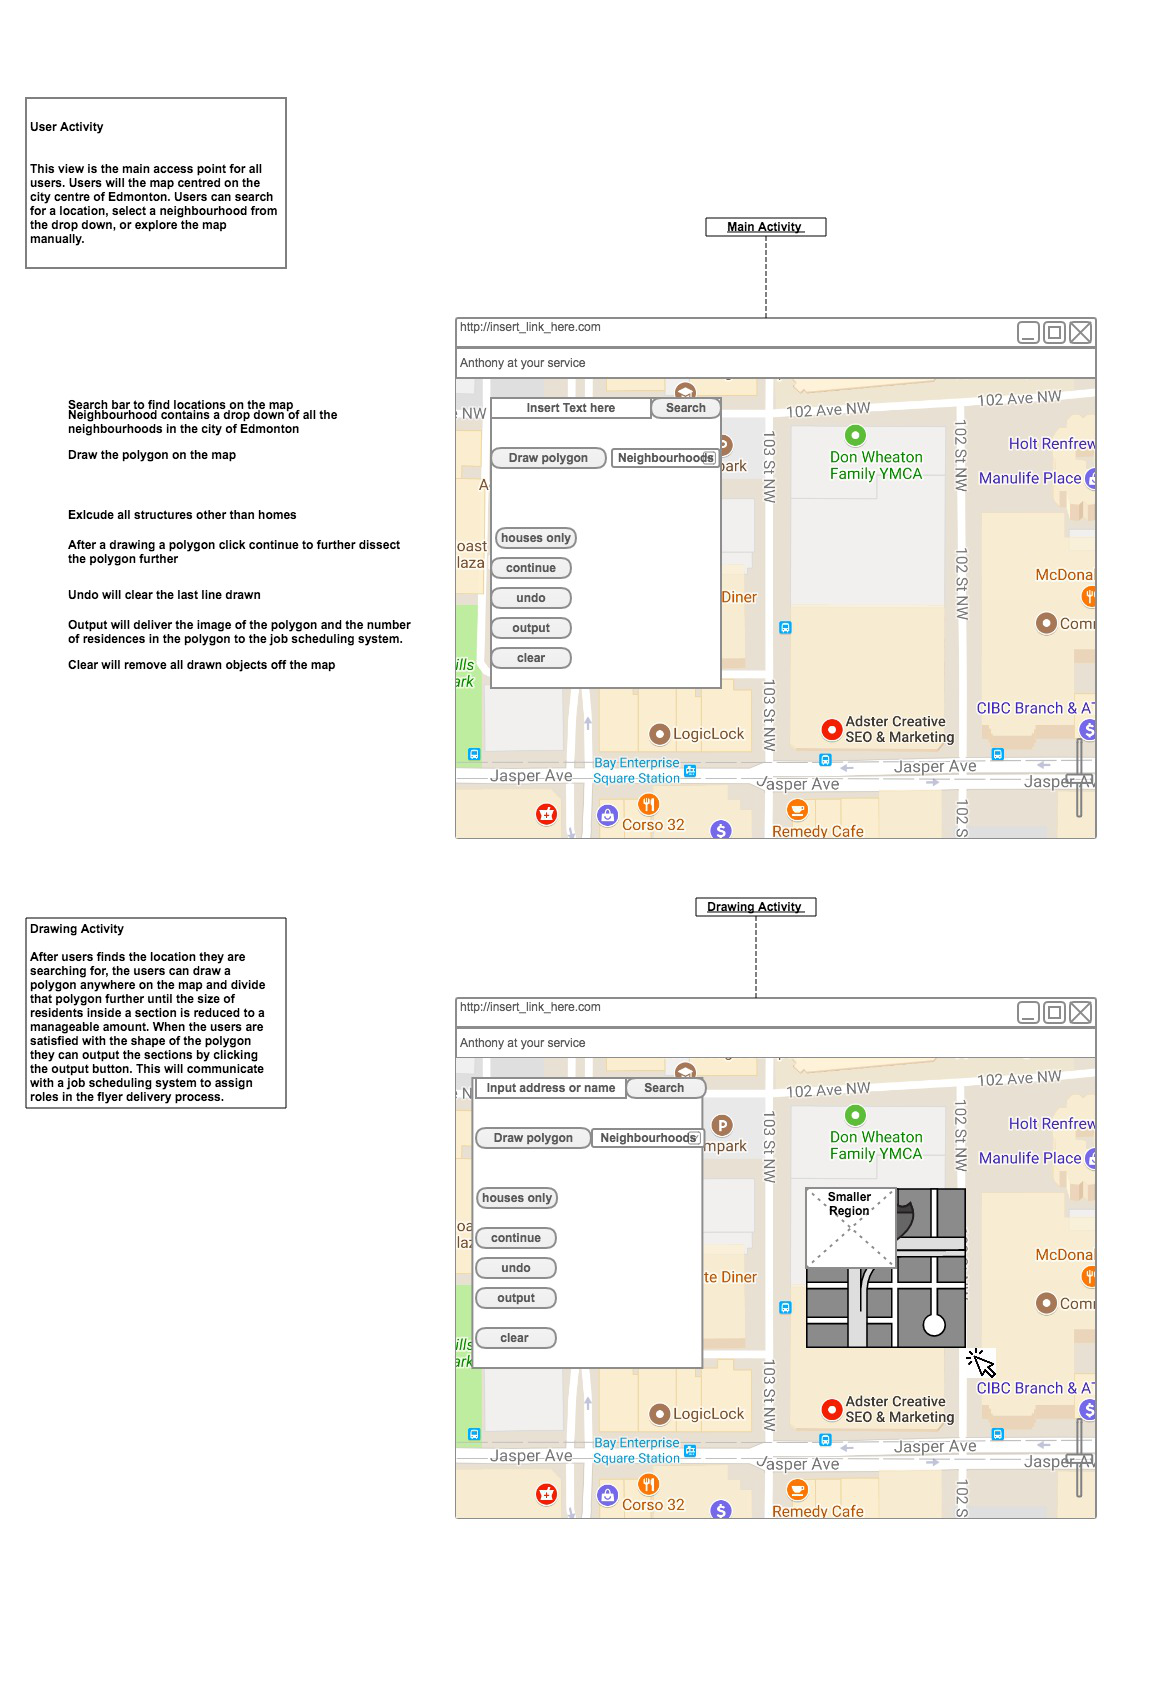 User Activity
This view is the main access point for all
users. Users will the map centred on the
city centre of Edmonton. Users can search
for a location, select a neighbourhood from
the drop down, or explore the map
manually.
Main Activity
http://insert_link_here.com
Anthony at your service
Search bar to find locations on the map
Neighbourhood contains a drop down of all the
neighbourhoods in the city of Edmonton
Draw the polygon on the map
Exlcude all structures other than homes
After a drawing a polygon click continue to further dissect
the polygon further
Undo will clear the last line drawn
Output will deliver the image of the polygon and the number
of residences in the polygon to the job scheduling system.
Clear will remove all drawn objects off the map
NW
Insert Text here
Search
102 Ave NW
102 Ave NW
Draw polygon
Neighbourhoods
park
A
houses only
continue
undo
output
clear
oast
laza
Diner
ills
ark
103 St NW
103 St NW
102 St NW
102 St NW
102 S
Don Wheaton
Family YMCA
Holt Renfrew
Manulife Place
McDona
Com
CIBC Branch & AT
Adster Creative
SEO & Marketing
LogicLock
Bay Enterprise
Square Station
Jasper Ave
Jasper Ave
Jasper Ave
Jasper Av
Corso 32
Remedy Cafe
Drawing Activity
Drawing Activity
After users finds the location they are
searching for, the users can draw a
polygon anywhere on the map and divide
that polygon further until the size of
residents inside a section is reduced to a
manageable amount. When the users are
satisfied with the shape of the polygon
they can output the sections by clicking
the output button. This will communicate
with a job scheduling system to assign
roles in the flyer delivery process.
http://insert_link_here.com
Anthony at your service
Input address or name
Search
102 Ave NW
102 Ave NW
Draw polygon
Neighbourhoods
P
mpark
houses only
continue
undo
output
clear
oa
laz
te Diner
ills
ark
103 St NW
103 St NW
102 St NW
102 S
Don Wheaton
Family YMCA
Holt Renfrew
Manulife Place
Smaller
Region
McDona
Com
CIBC Branch & AT
Adster Creative
SEO & Marketing
LogicLock
Bay Enterprise
Square Station
Jasper Ave
Jasper Ave
Jasper Ave
Jasper Av
Corso 32
Remedy Cafe